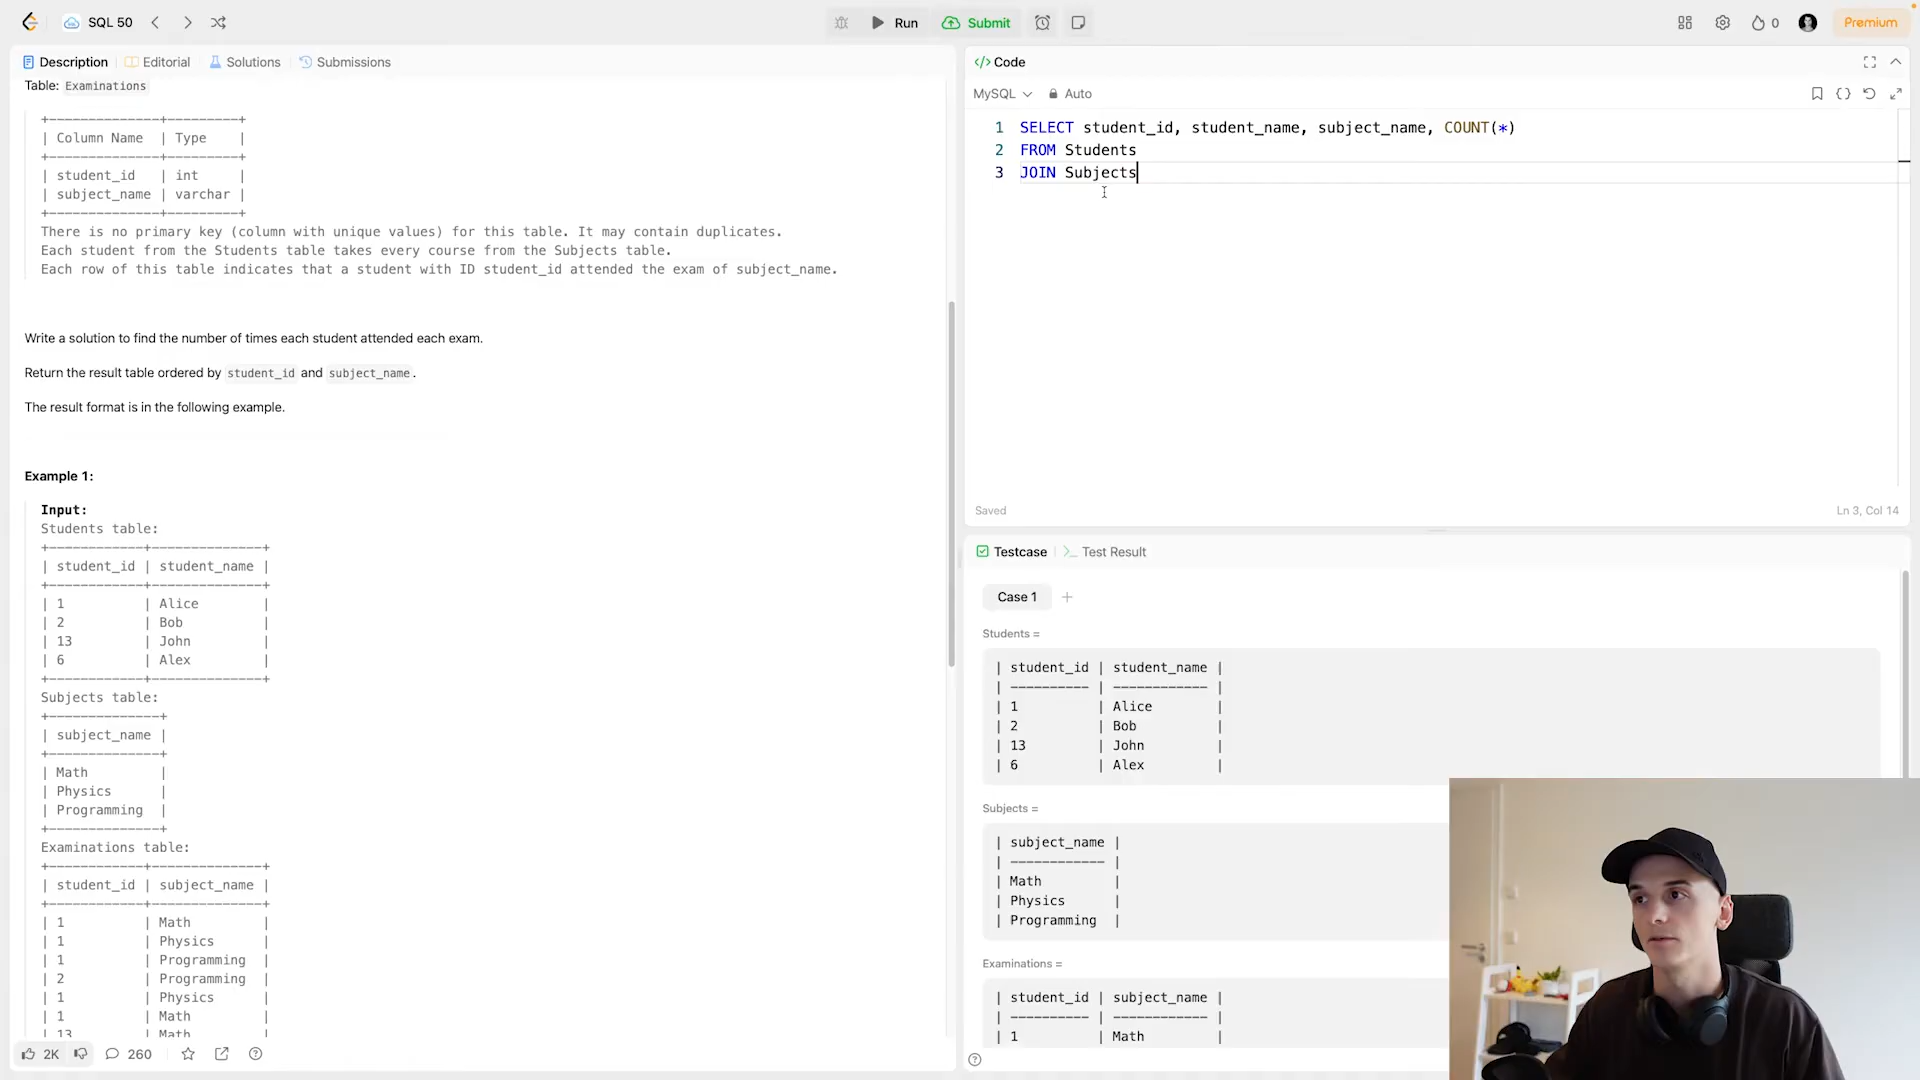 SQL 50
Run
Submit
0
Premium
Description
Editorial
Solutions
Submissions
Table: Examinations
+--------------+---------+
| Column Name  | Type    |
+--------------+---------+
| student_id   | int     |
| subject_name | varchar |
+--------------+---------+
There is no primary key (column with unique values) for this table. It may contain duplicates.
Each student from the Students table takes every course from the Subjects table.
Each row of this table indicates that a student with ID student_id attended the exam of subject_name.
Write a solution to find the number of times each student attended each exam.
Return the result table ordered by student_id and subject_name.
The result format is in the following example.
Example 1:
Input:
Students table:
+------------+--------------+
| student_id | student_name |
+------------+--------------+
| 1          | Alice        |
| 2          | Bob          |
| 13         | John         |
| 6          | Alex         |
+------------+--------------+
Subjects table:
+--------------+
| subject_name |
+--------------+
| Math         |
| Physics      |
| Programming  |
+--------------+
Examinations table:
+------------+--------------+
| student_id | subject_name |
+------------+--------------+
| 1          | Math         |
| 1          | Physics      |
| 1          | Programming  |
| 2          | Programming  |
| 1          | Physics      |
| 1          | Math         |
| 13         | Math         |
2K
260
</> Code
MySQL
Auto
1 SELECT student_id, student_name, subject_name, COUNT(*)
2 FROM Students
3 JOIN Subjects
Saved
Ln 3, Col 14
Testcase
>_ Test Result
Case 1 +
Students =
| student_id | student_name |
| ---------- | ------------ |
| 1          | Alice        |
| 2          | Bob          |
| 13         | John         |
| 6          | Alex         |
Subjects =
| subject_name |
| ------------ |
| Math         |
| Physics      |
| Programming  |
Examinations =
| student_id | subject_name |
| ---------- | ------------ |
| 1          | Math         |